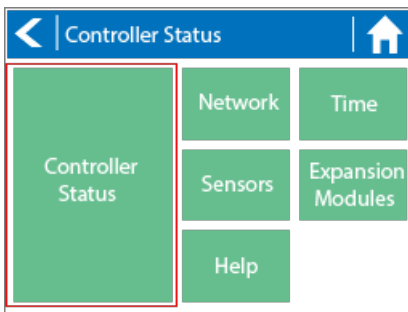 Controller Status
Controller
Status
Network
Time
Sensors
Expansion
Modules
Help